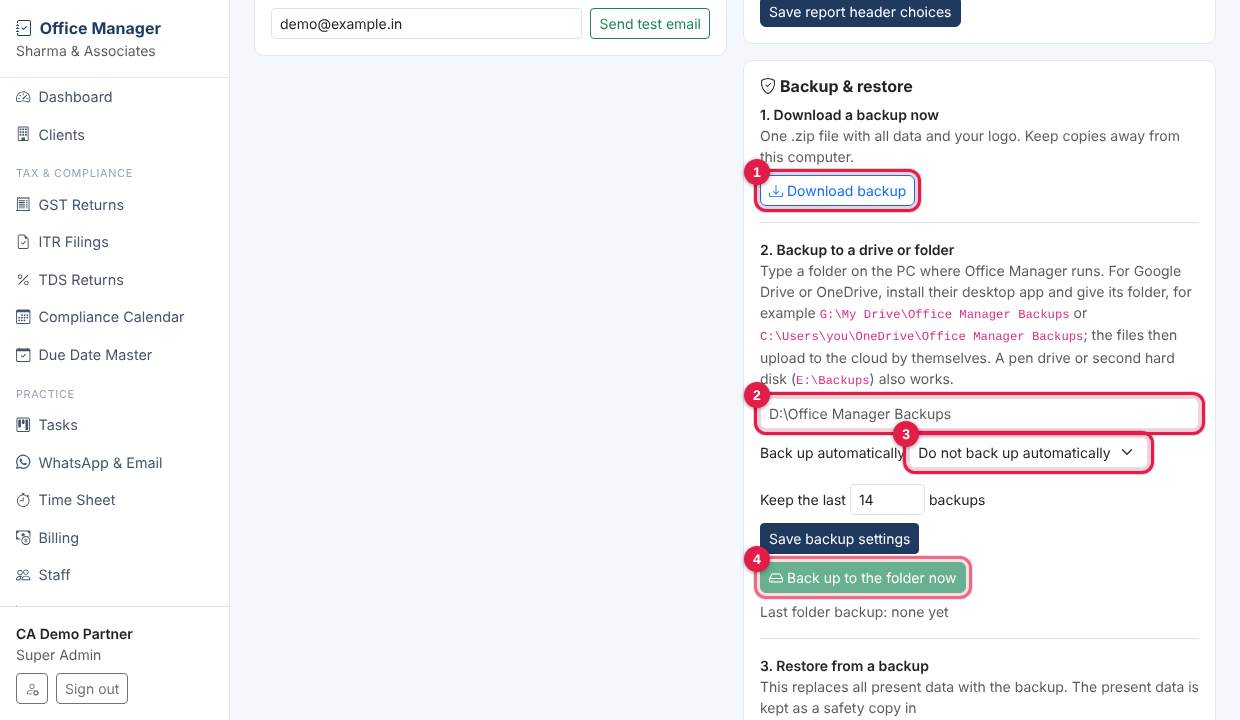 Office Manager
Sharma & Associates
Dashboard
Clients
TAX & COMPLIANCE
GST Returns
ITR Filings
TDS Returns
Compliance Calendar
Due Date Master
PRACTICE
Tasks
WhatsApp & Email
Time Sheet
Billing
Staff
CA Demo Partner
Super Admin
Sign out
demo@example.in
Send test email
Save report header choices
Backup & restore
1. Download a backup now
One .zip file with all data and your logo. Keep copies away from
this computer.
1
Download backup
2. Backup to a drive or folder
Type a folder on the PC where Office Manager runs. For Google
Drive or OneDrive, install their desktop app and give its folder, for
example G:\My Drive\Office Manager Backups or
C:\Users\you\OneDrive\Office Manager Backups; the files then
upload to the cloud by themselves. A pen drive or second hard
disk (E:\Backups) also works.
2
D:\Office Manager Backups
3
Back up automatically Do not back up automatically
Keep the last 14 backups
Save backup settings
4
Back up to the folder now
Last folder backup: none yet
3. Restore from a backup
This replaces all present data with the backup. The present data is
kept as a safety copy in